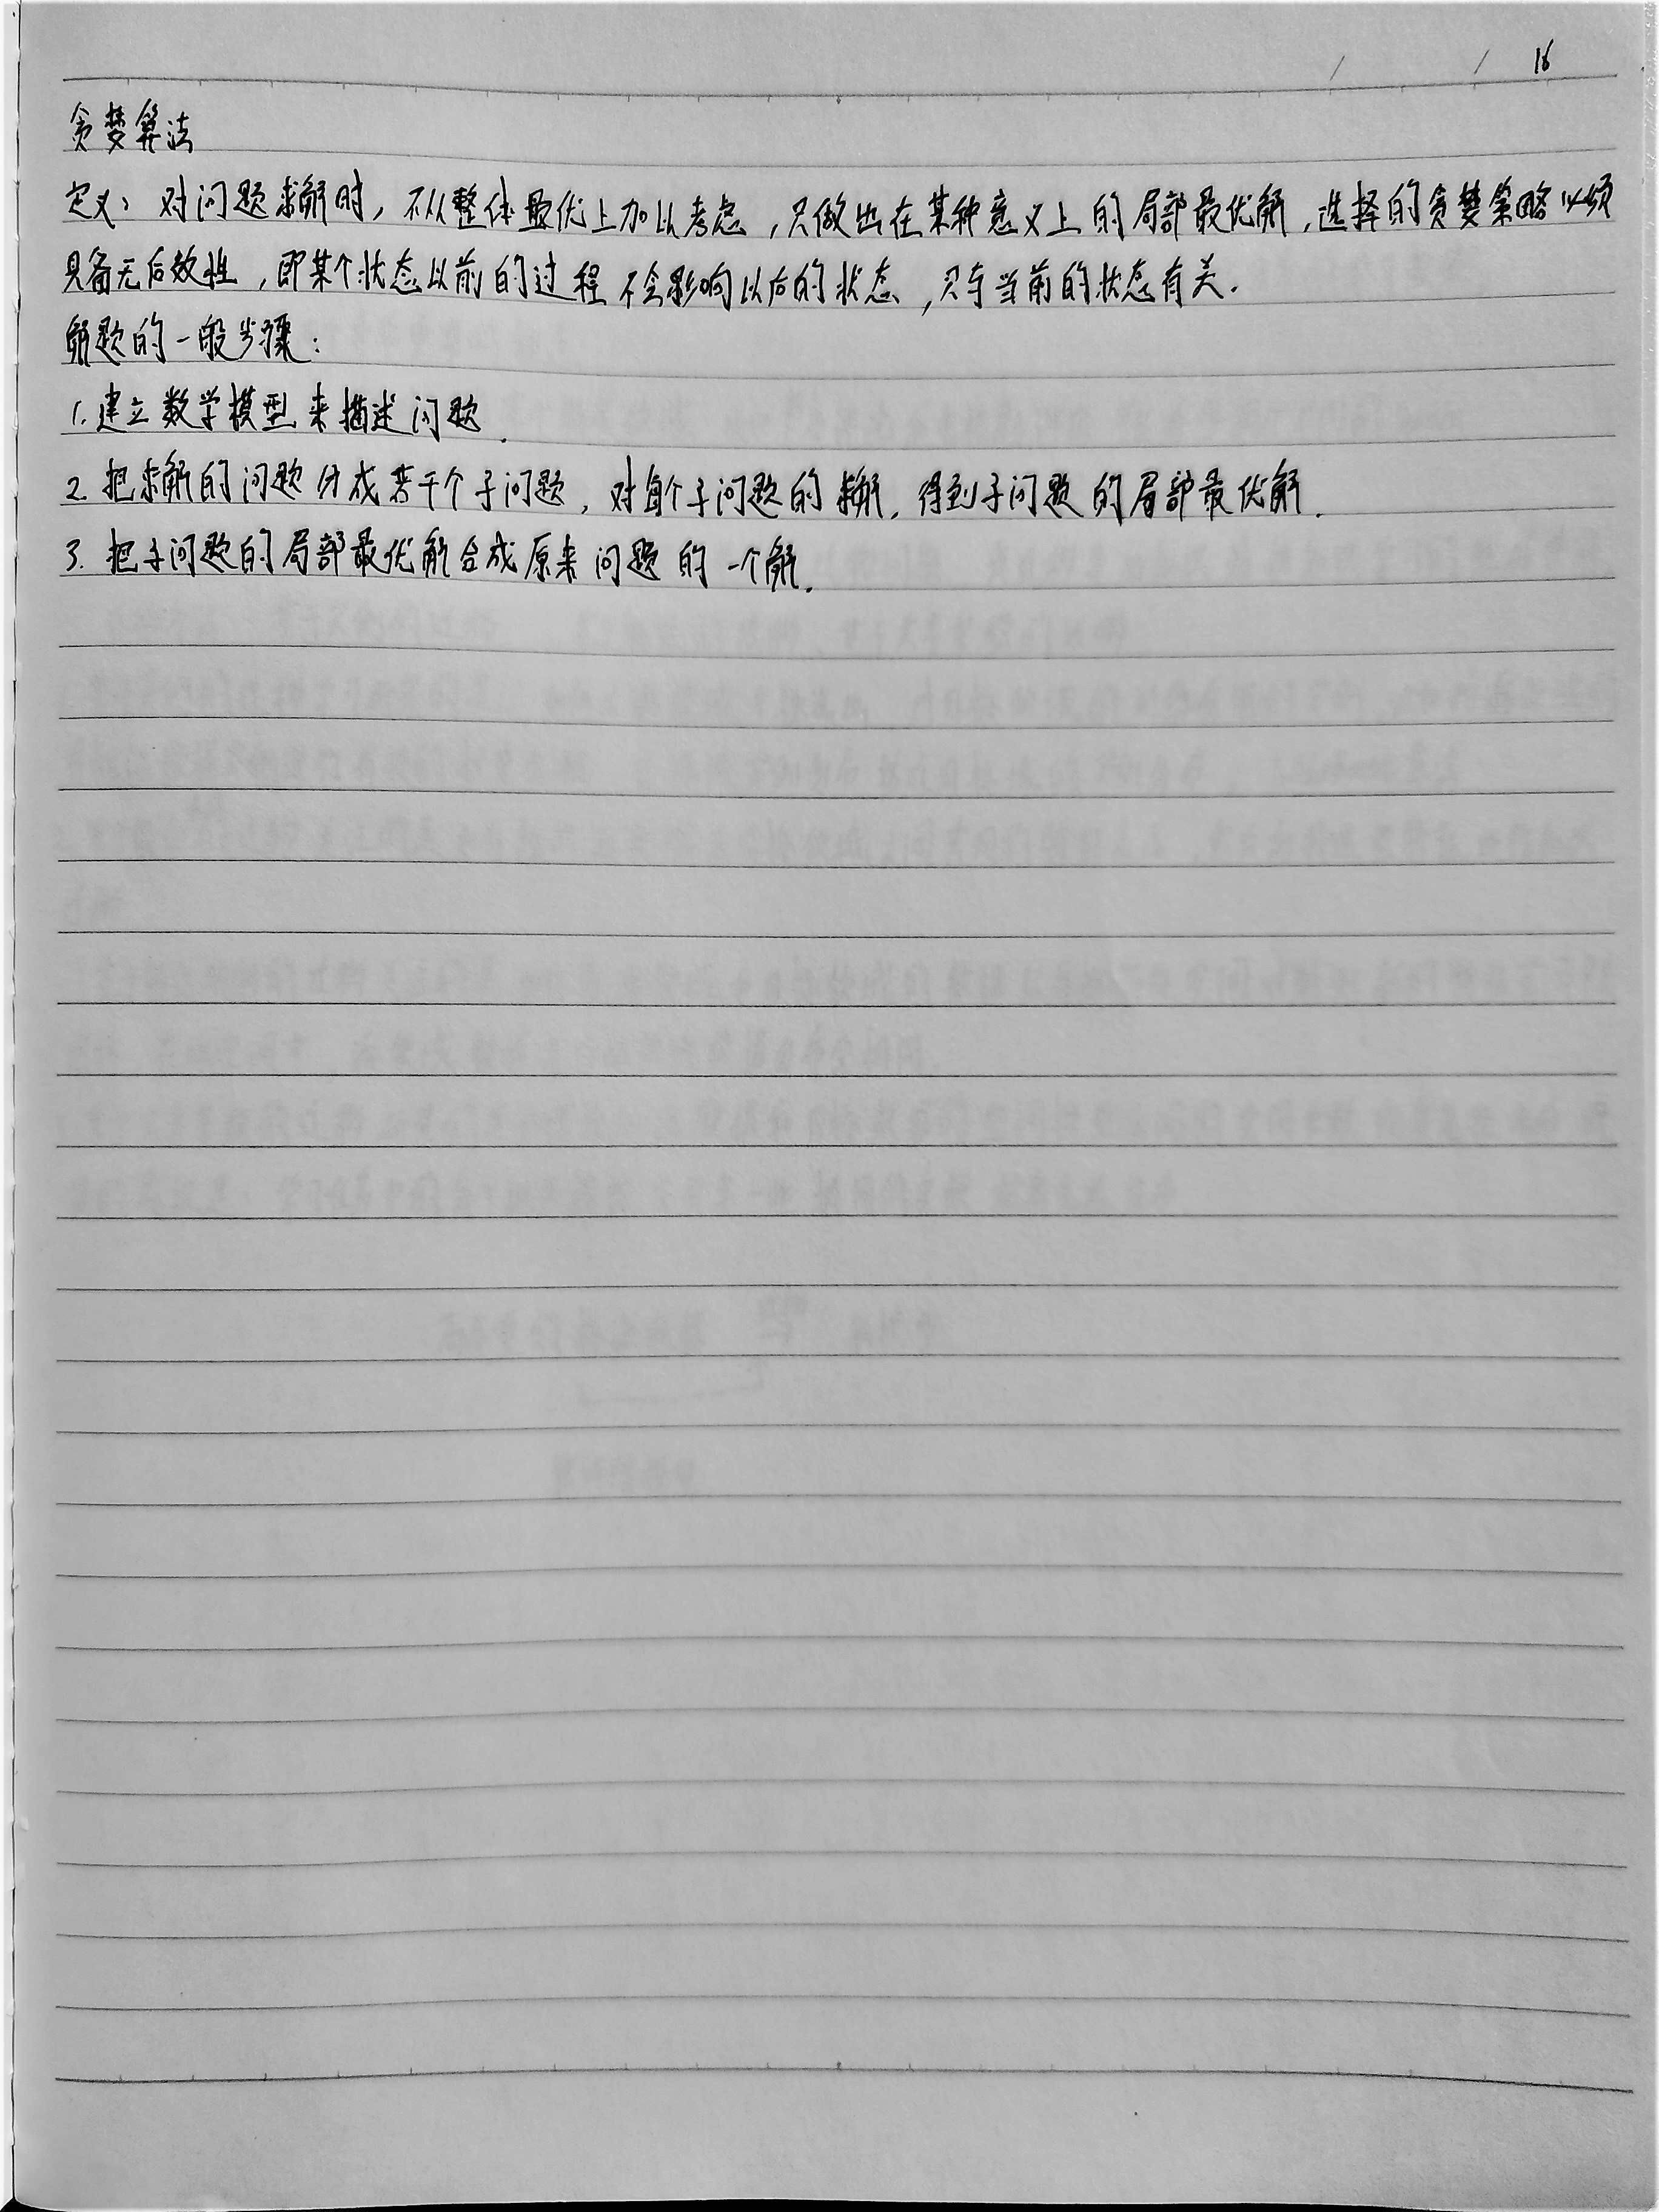 16
贪婪算法
定义：对问题求解时，不从整体最优上加以考虑，只做出在某种意义上的局部最优解，选择的贪婪策略必须
具备无后效性，即某个状态以前的过程不会影响以后的状态，只与当前的状态有关.
解题的一般步骤：
1.建立数学模型来描述问题.
2.把求解的问题分成若干个子问题，对每个子问题的求解，得到子问题的局部最优解.
3.把子问题的局部最优解合成原来问题的一个解.